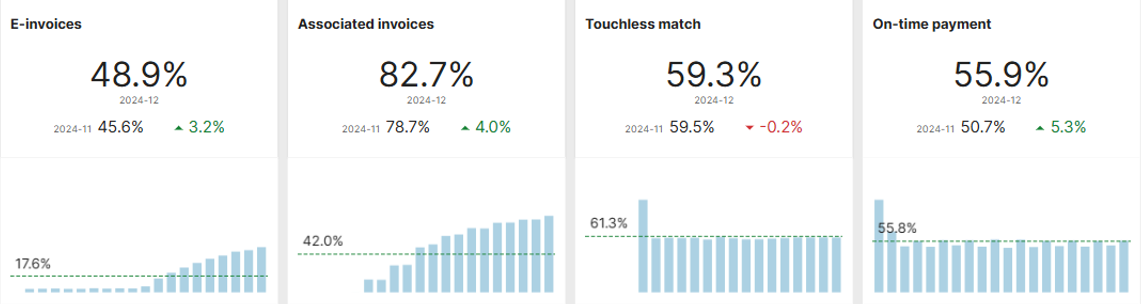 E-invoices
48.9%
2024-12
2024-11 45.6% ▲ 3.2%
17.6%
Associated invoices
82.7%
2024-12
2024-11 78.7% ▲ 4.0%
42.0%
Touchless match
59.3%
2024-12
2024-11 59.5% ▼ -0.2%
61.3%
On-time payment
55.9%
2024-12
2024-11 50.7% ▲ 5.3%
55.8%